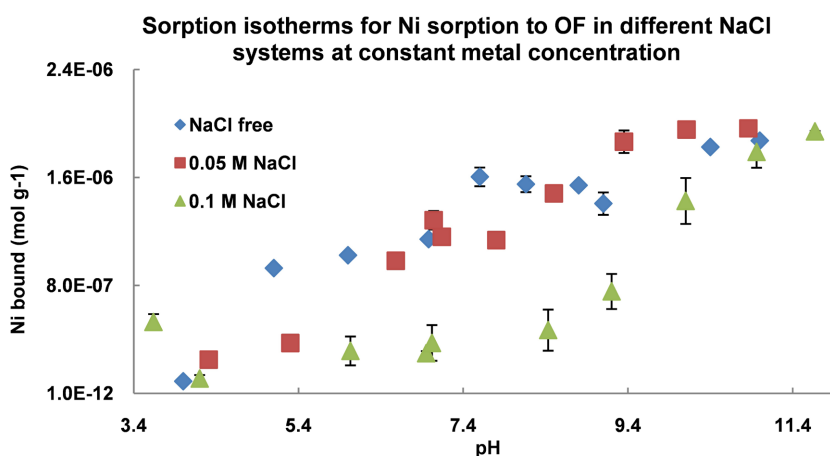 Sorption isotherms for Ni sorption to OF in different NaCl
systems at constant metal concentration
2.4E-06
1.6E-06
8.0E-07
1.0E-12
Ni bound (mol g-1)
NaCl free
0.05 M NaCl
0.1 M NaCl
3.4 5.4 7.4 9.4 11.4
pH